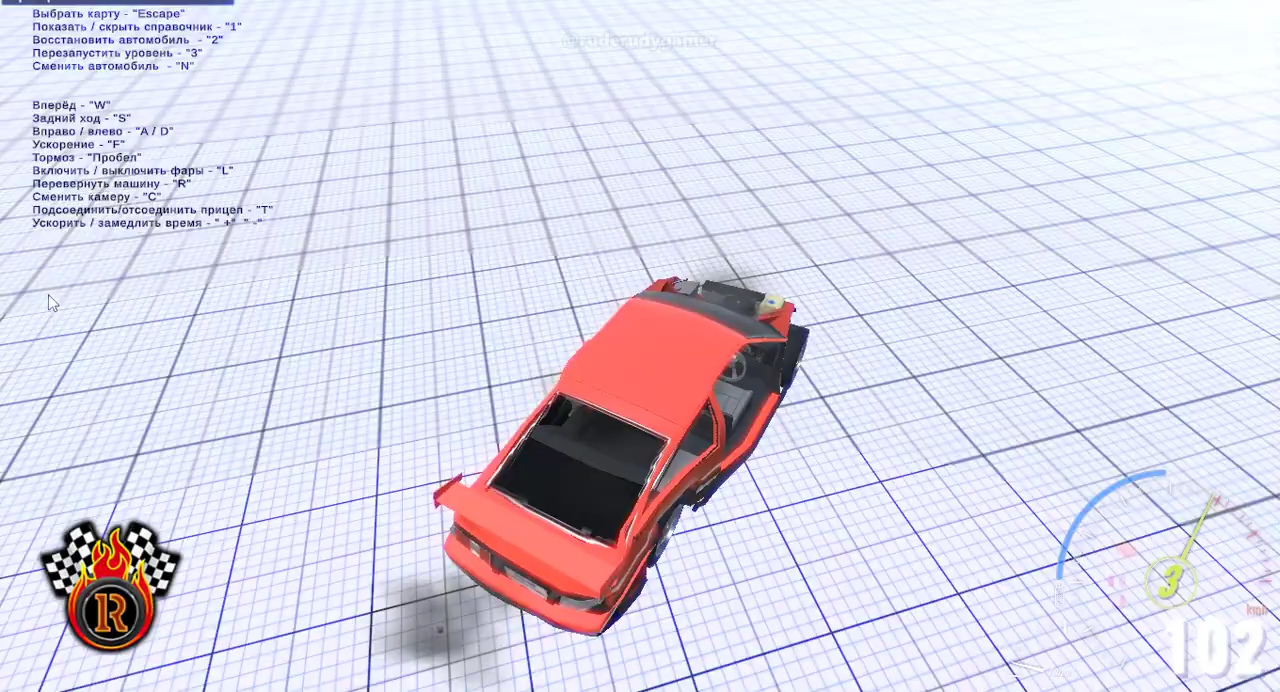 Выбрать карту - "Escape"
Показать / скрыть справочник - "1"
Восстановить автомобиль - "2"
Перезапустить уровень - "3"
Сменить автомобиль - "N"
Вперёд - "W"
Задний ход - "S"
Вправо / влево - "A / D"
Ускорение - "F"
Тормоз - "Пробел"
Включить / выключить фары - "L"
Перевернуть машину - "R"
Сменить камеру - "C"
Подсоединить/отсоединить прицеп - "T"
Ускорить / замедлить время - " +" " -"
R
3
km/h
102